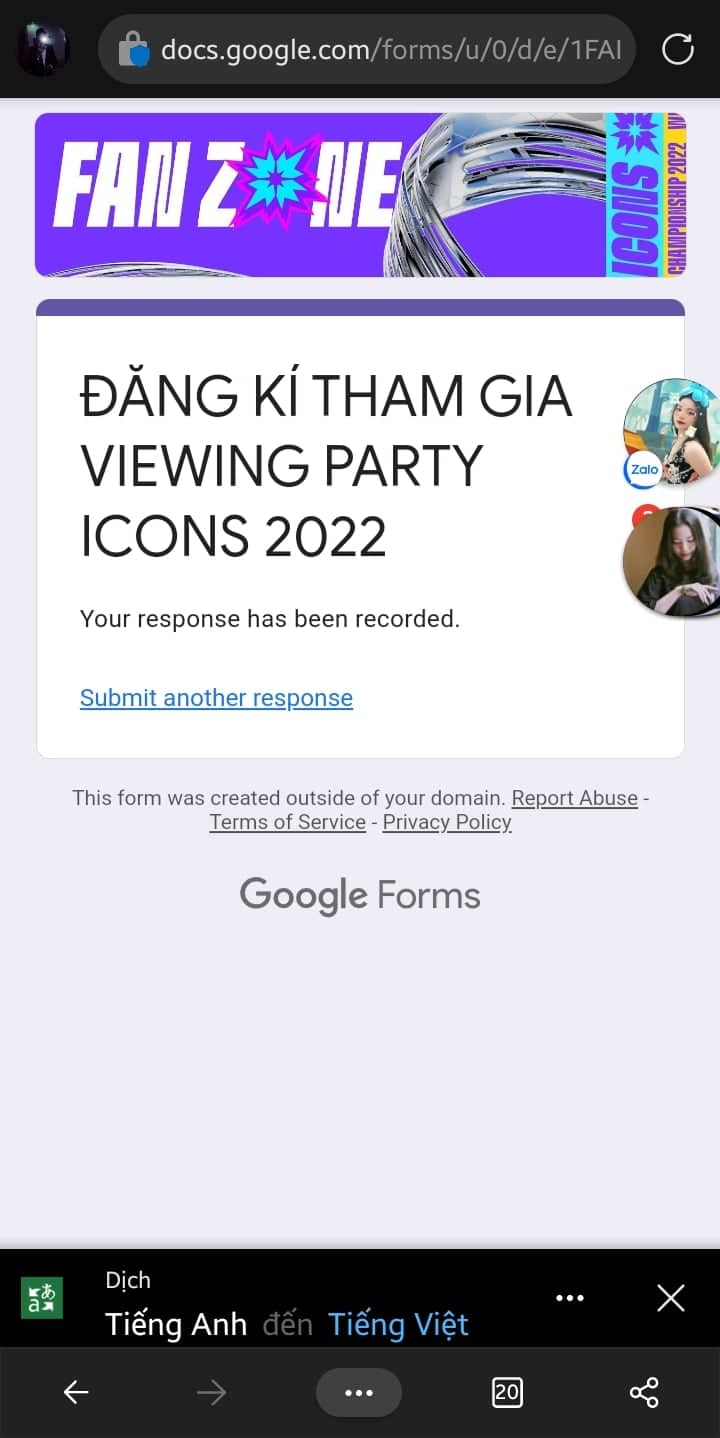 docs.google.com/forms/u/0/d/e/1FAI
FAN ZONE
ICONS
CHAMPIONSHIP 2022
ĐĂNG KÍ THAM GIA
VIEWING PARTY
ICONS 2022
Zalo
Your response has been recorded.
Submit another response
This form was created outside of your domain. Report Abuse -
Terms of Service - Privacy Policy
Google Forms
Dịch
Tiếng Anh đến Tiếng Việt
20